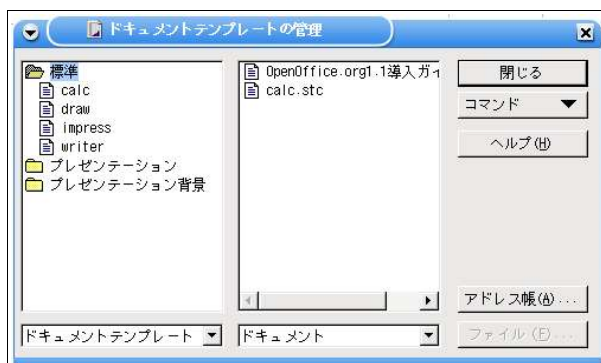 ドキュメントテンプレートの管理
標準
calc
draw
impress
writer
プレゼンテーション
プレゼンテーション背景
OpenOffice.org1.1導入ガイ
calc.stc
閉じる
コマンド
ヘルプ(H)
アドレス帳(A)...
ドキュメントテンプレート
ドキュメント
ファイル(F)...